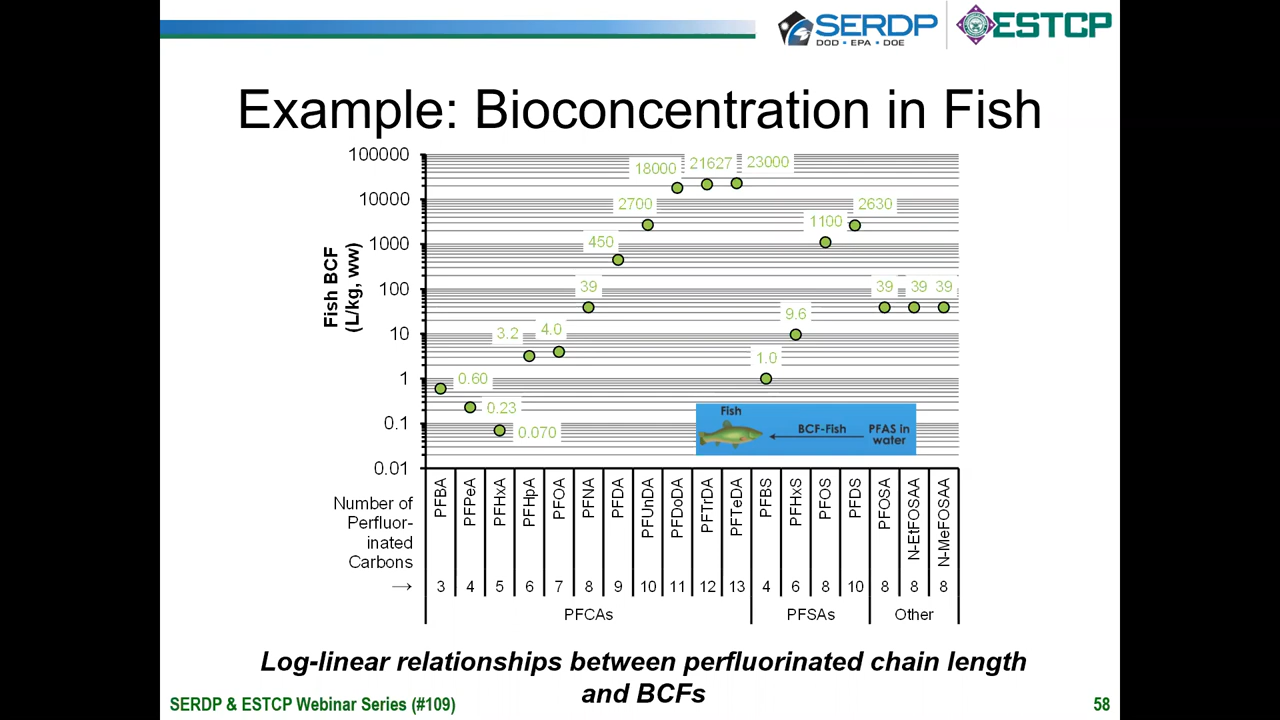 SERDP
DOD • EPA • DOE
ESTCP
Example: Bioconcentration in Fish
Fish BCF
(L/kg, ww)
100000
10000
1000
100
10
1
0.1
0.01
0.60
0.23
0.070
3.2
4.0
39
450
2700
18000
21627
23000
1.0
9.6
1100
2630
39
39
39
Fish
BCF-Fish
PFAS in
water
Number of
Perfluor-
inated
Carbons
→
PFBA
PFPeA
PFHxA
PFHpA
PFOA
PFNA
PFDA
PFUnDA
PFDoDA
PFTrDA
PFTeDA
PFBS
PFHxS
PFOS
PFDS
PFOSA
N-EtFOSAA
N-MeFOSAA
3 4 5 6 7 8 9 10 11 12 13 4 6 8 10 8 8 8
PFCAs PFSAs Other
Log-linear relationships between perfluorinated chain length
and BCFs
SERDP & ESTCP Webinar Series (#109)
58